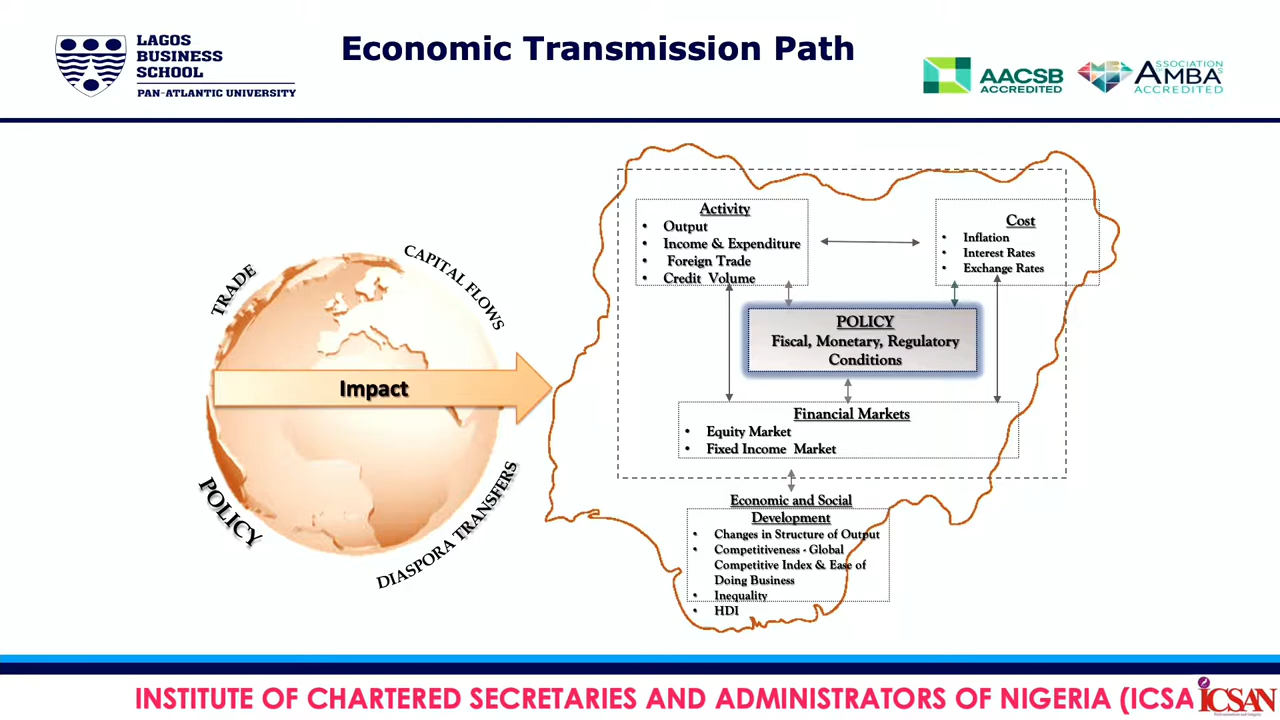 LAGOS
BUSINESS
SCHOOL
PAN-ATLANTIC UNIVERSITY
Economic Transmission Path
AACSB
ACCREDITED
ASSOCIATION
AMBA's
ACCREDITED
TRADE
CAPITAL FLOWS
Impact
POLICY
DIASPORA TRANSFERS
Activity
• Output
• Income & Expenditure
• Foreign Trade
• Credit Volume
Cost
• Inflation
• Interest Rates
• Exchange Rates
POLICY
Fiscal, Monetary, Regulatory
Conditions
Financial Markets
• Equity Market
• Fixed Income Market
Economic and Social
Development
• Changes in Structure of Output
• Competitiveness - Global
Competitive Index & Ease of
Doing Business
• Inequality
• HDI
INSTITUTE OF CHARTERED SECRETARIES AND ADMINISTRATORS OF NIGERIA (ICSA
ICSAN